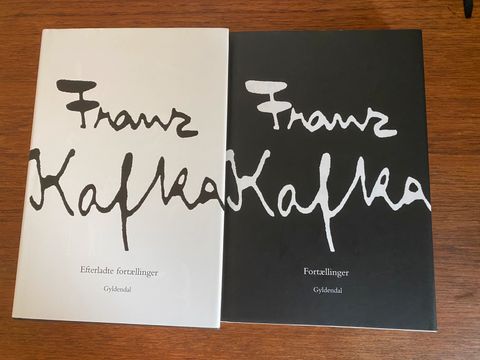 Franz
Kafka
Efterladte fortællinger
Gyldendal
Franz
Kafka
Fortællinger
Gyldendal